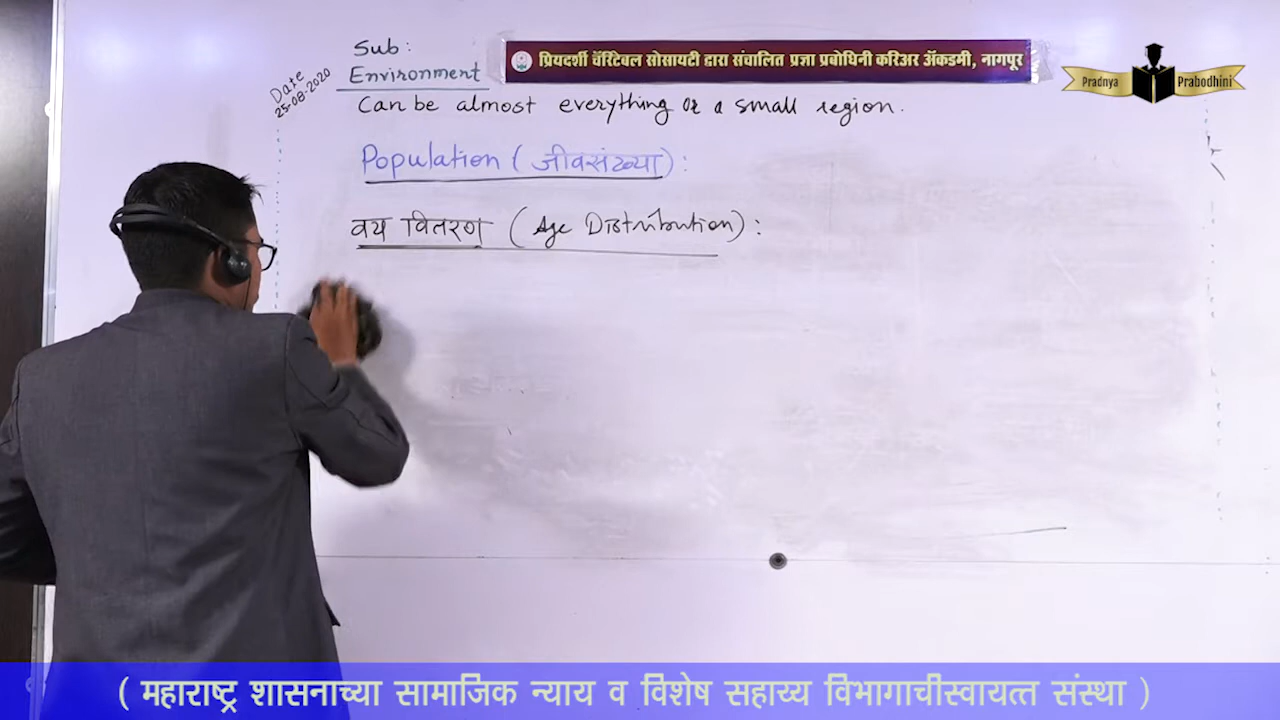 Sub:
Environment
Date
25-08-2020
प्रियदर्शी चॅरिटेबल सोसायटी द्वारा संचालित प्रज्ञा प्रबोधिनी करिअर ॲकडमी, नागपूर
Pradnya Prabodhini
Can be almost everything or a small region.
Population (जीवसंख्या):
वय वितरण (Age Distribution):
( महाराष्ट्र शासनाच्या सामाजिक न्याय व विशेष सहाय्य विभागाचीस्वायत्त संस्था )